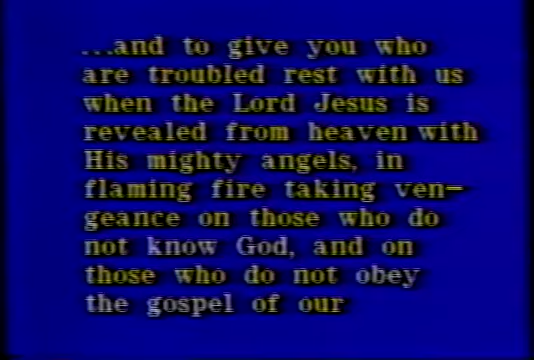 ...and to give you who
are troubled rest with us
when the Lord Jesus is
revealed from heaven with
His mighty angels, in
flaming fire taking ven-
geance on those who do
not know God, and on
those who do not obey
the gospel of our